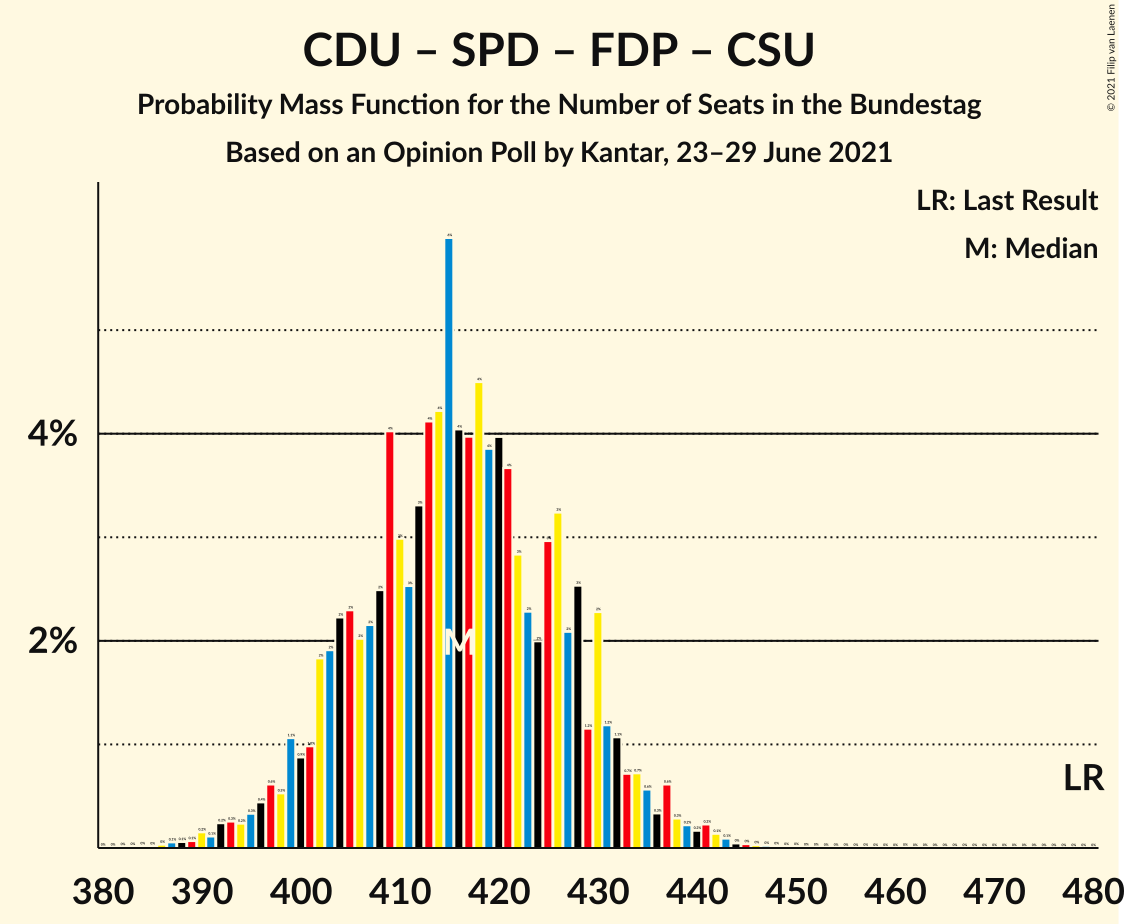 CDU – SPD – FDP – CSU
Probability Mass Function for the Number of Seats in the Bundestag
Based on an Opinion Poll by Kantar, 23–29 June 2021
© 2021 Filip van Laenen
LR: Last Result
M: Median
4%
2%
M
LR
380 390 400 410 420 430 440 450 460 470 480